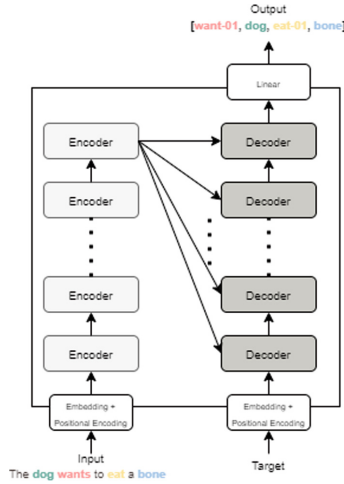 Output
[want-01, dog, eat-01, bone]
Linear
Encoder
Decoder
Encoder
Decoder
Encoder
Decoder
Encoder
Decoder
Embedding +
Positional Encoding
Embedding +
Positional Encoding
Input
The dog wants to eat a bone
Target